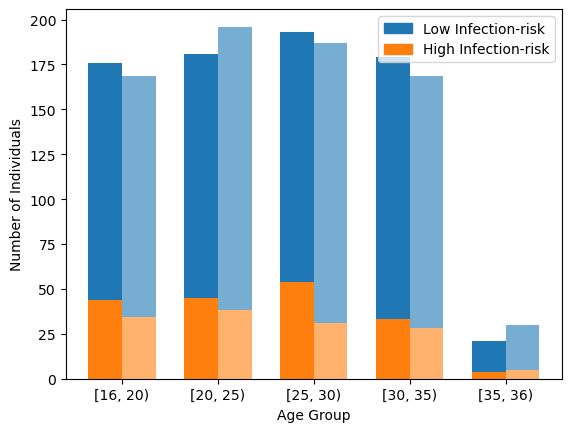 200
175
150
125
100
75
50
25
0
Number of Individuals
Low Infection-risk
High Infection-risk
[16, 20) [20, 25) [25, 30) [30, 35) [35, 36)
Age Group